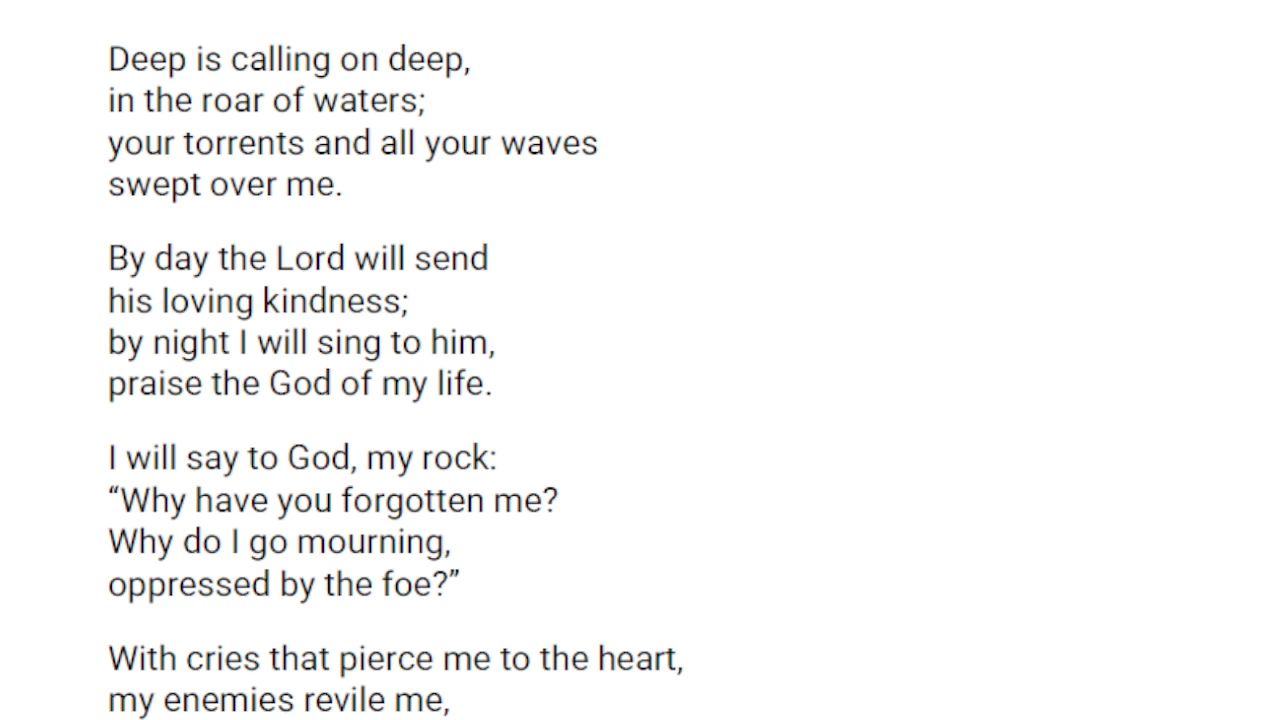 Deep is calling on deep,
in the roar of waters;
your torrents and all your waves
swept over me.
By day the Lord will send
his loving kindness;
by night I will sing to him,
praise the God of my life.
I will say to God, my rock:
“Why have you forgotten me?
Why do I go mourning,
oppressed by the foe?”
With cries that pierce me to the heart,
my enemies revile me,